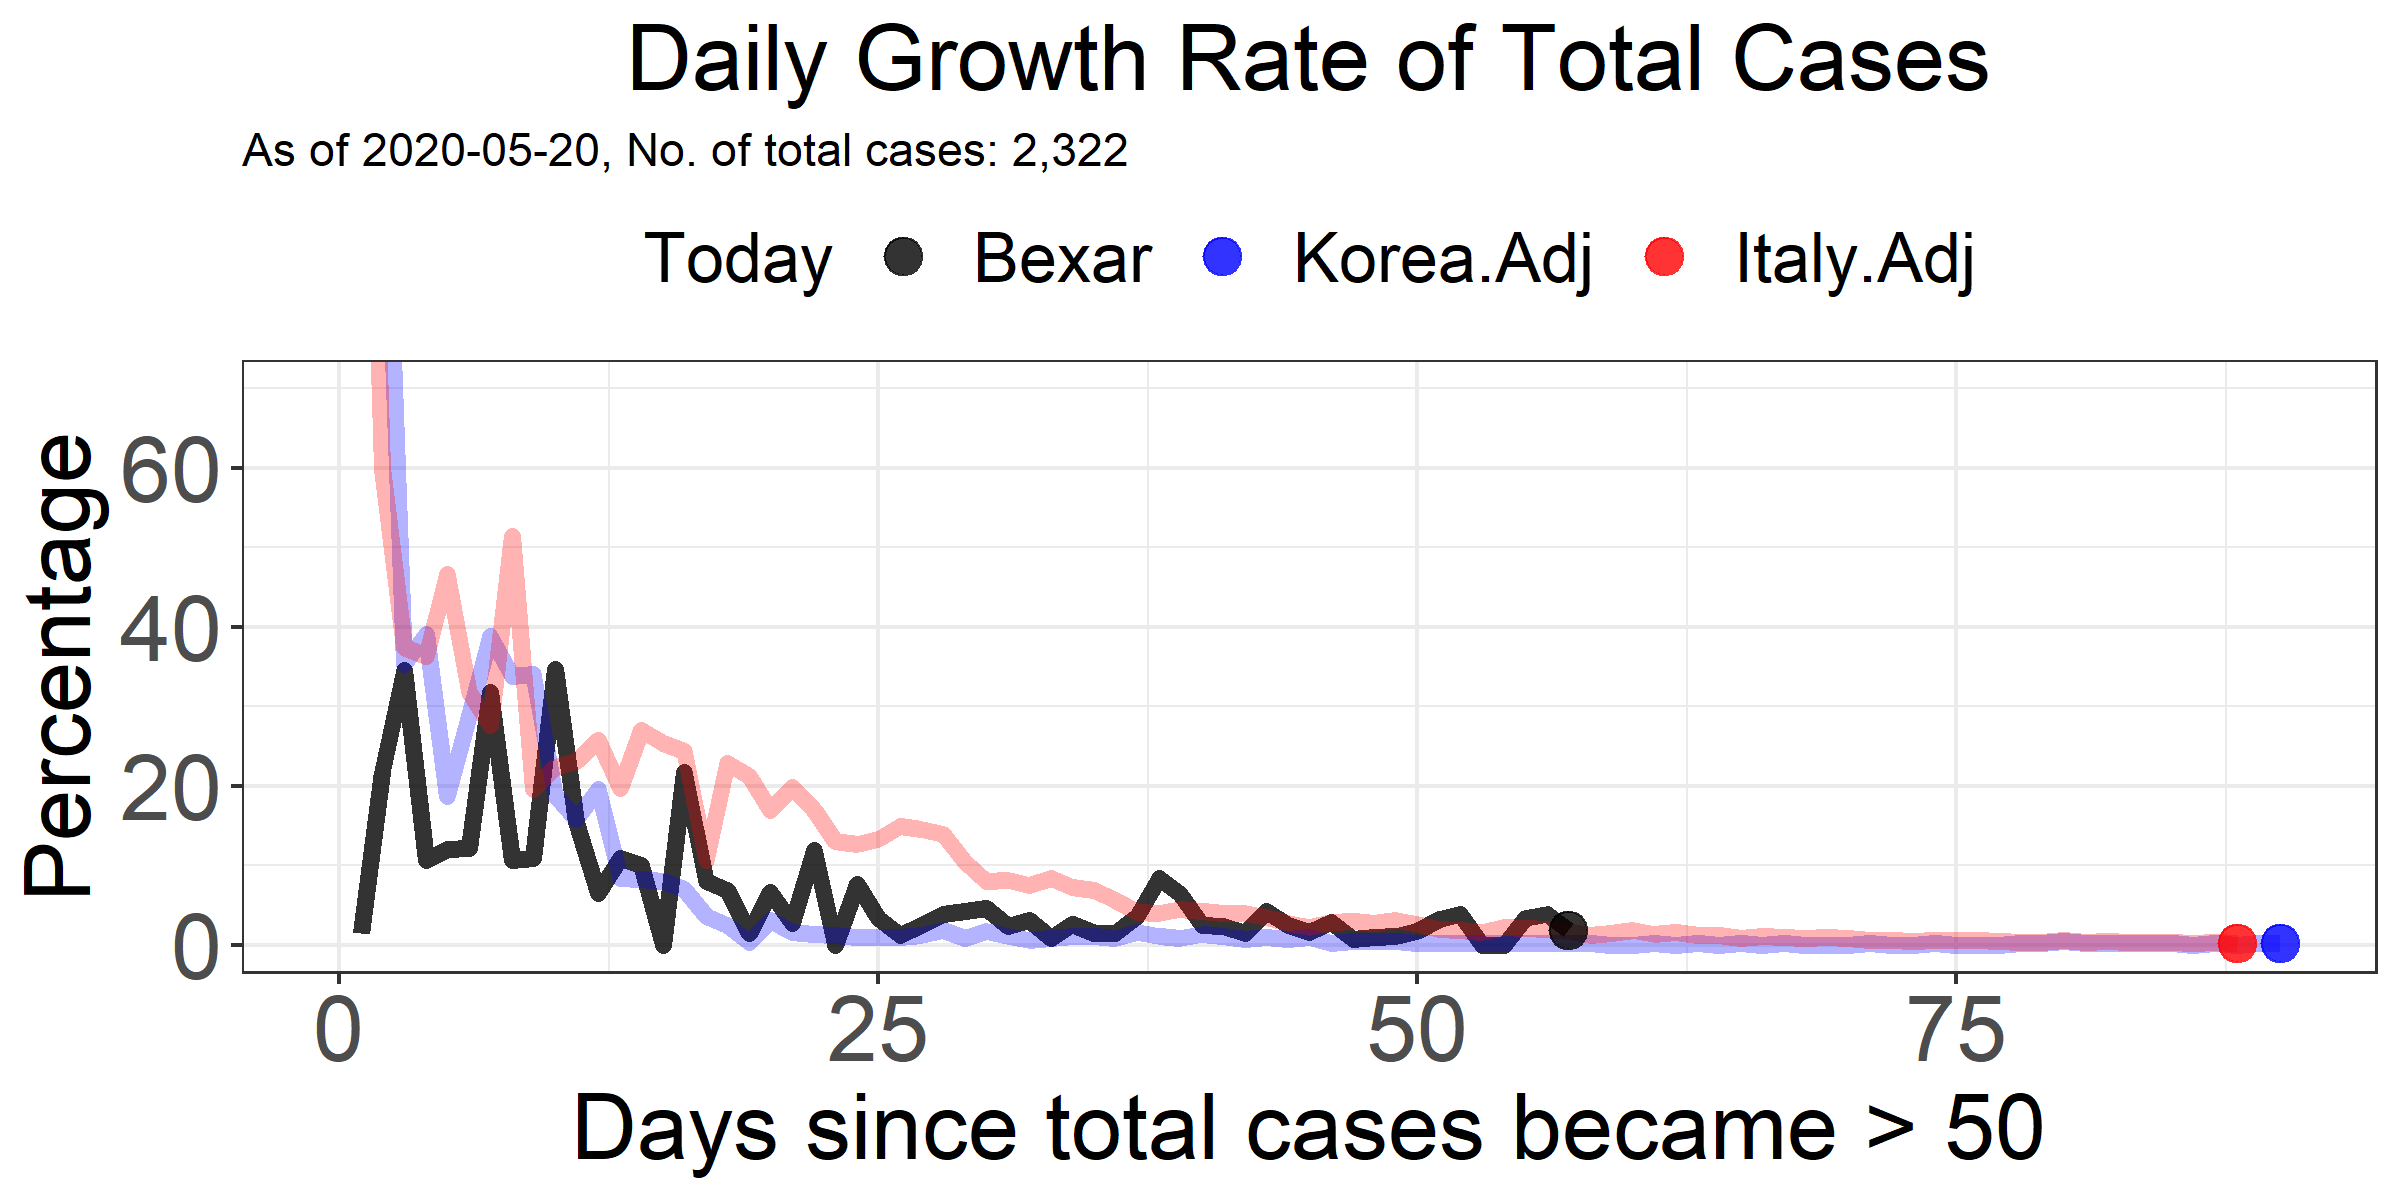 Daily Growth Rate of Total Cases
As of 2020-05-20, No. of total cases: 2,322
Today Bexar Korea.Adj Italy.Adj
Percentage
60
40
20
0
0 25 50 75
Days since total cases became > 50